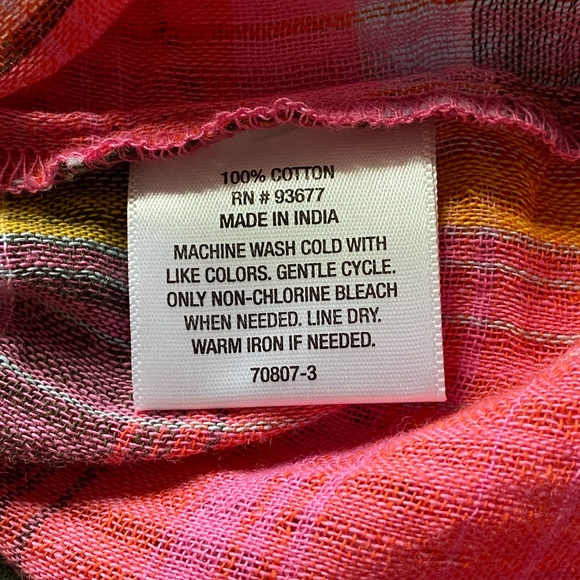 100% COTTON
RN # 93677
MADE IN INDIA
MACHINE WASH COLD WITH
LIKE COLORS. GENTLE CYCLE.
ONLY NON-CHLORINE BLEACH
WHEN NEEDED. LINE DRY.
WARM IRON IF NEEDED.
70807-3